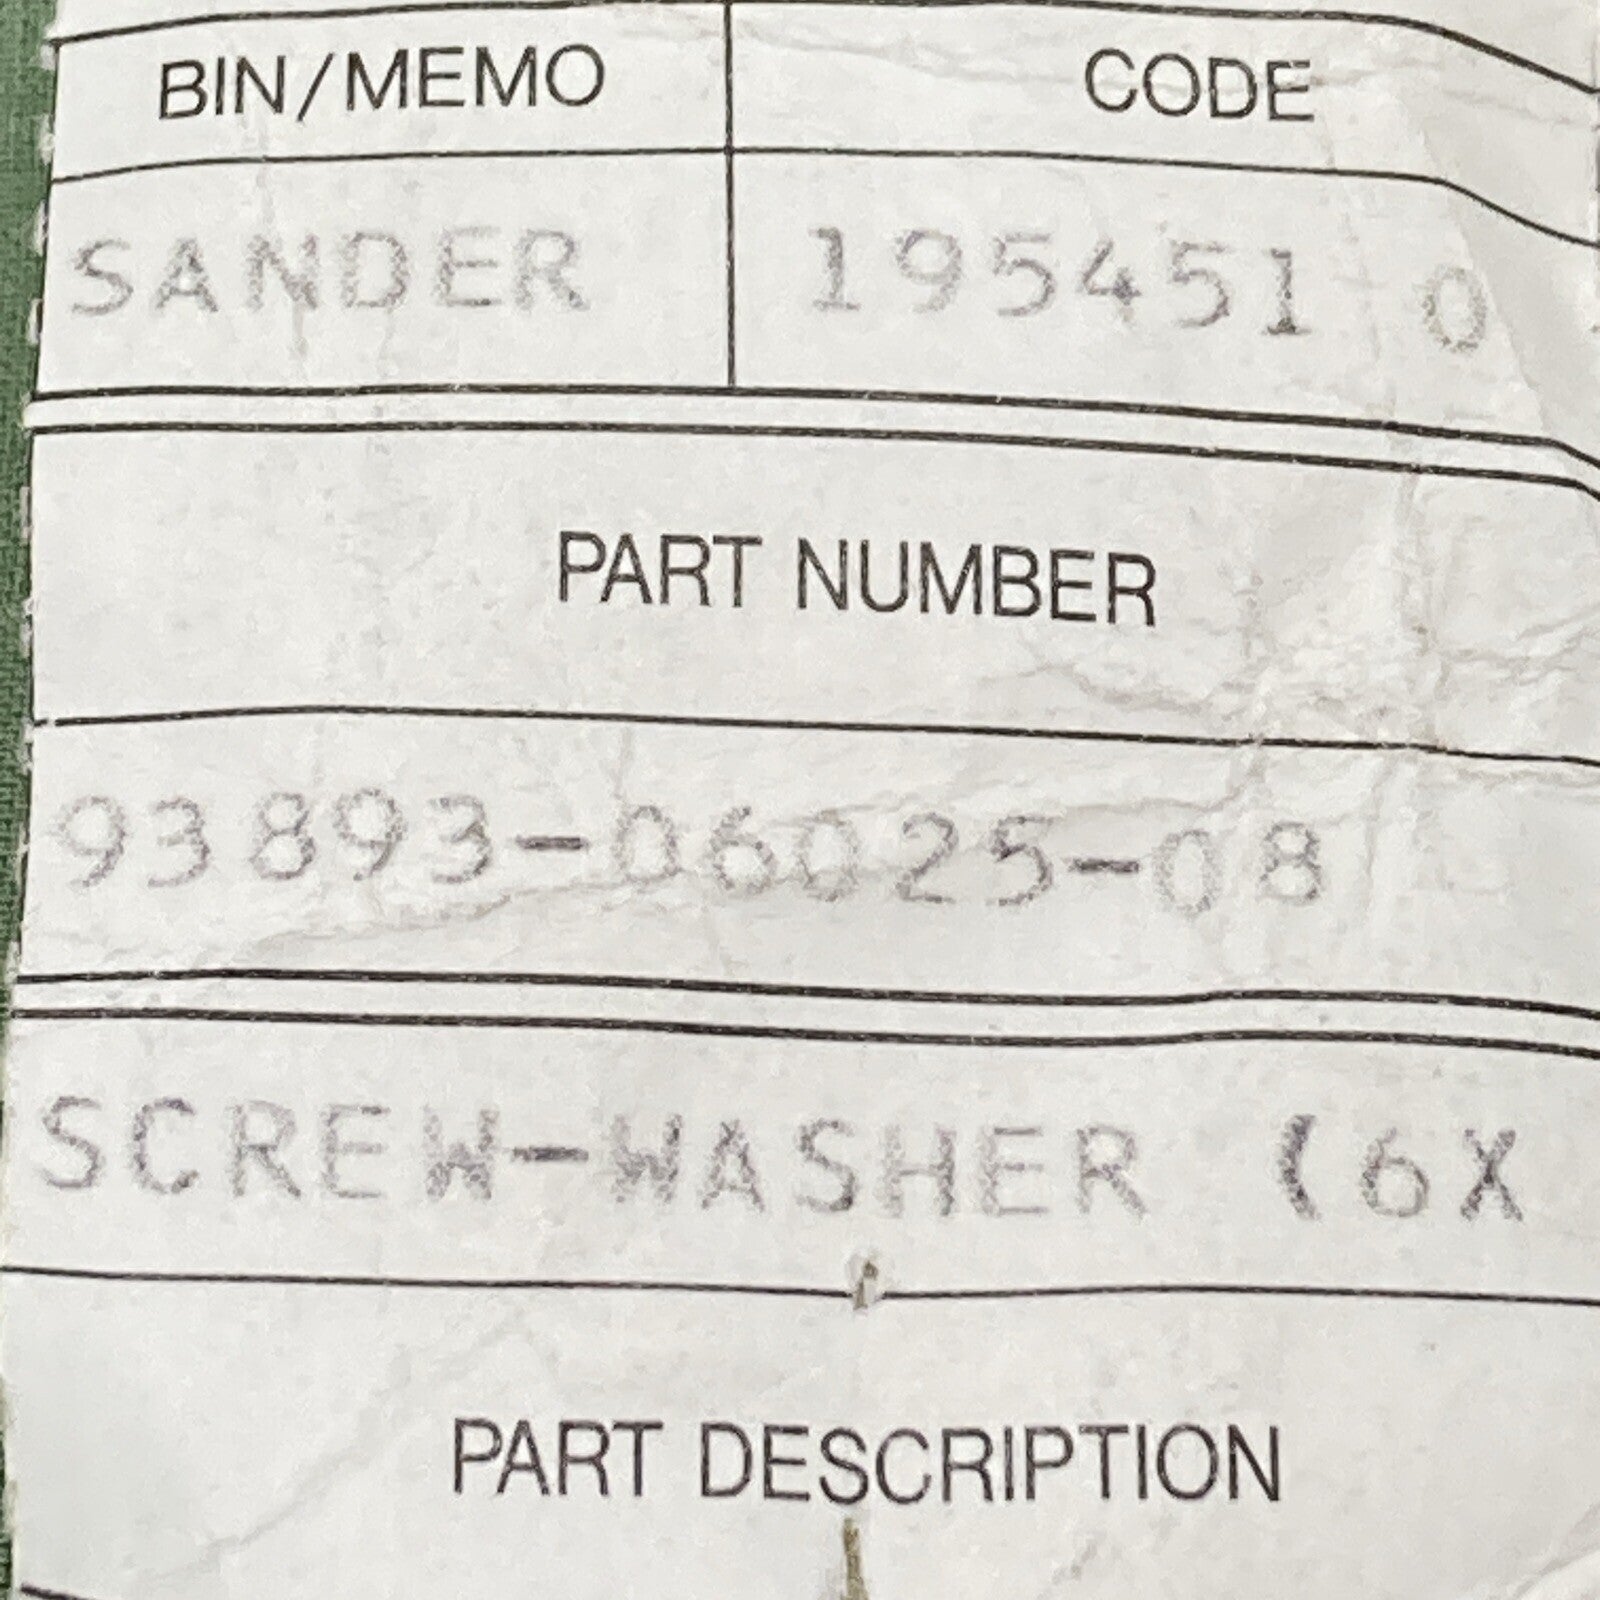 BIN/MEMO CODE
SANDER 195451 0
PART NUMBER
93893-06025-08
SCREW-WASHER (6X
PART DESCRIPTION